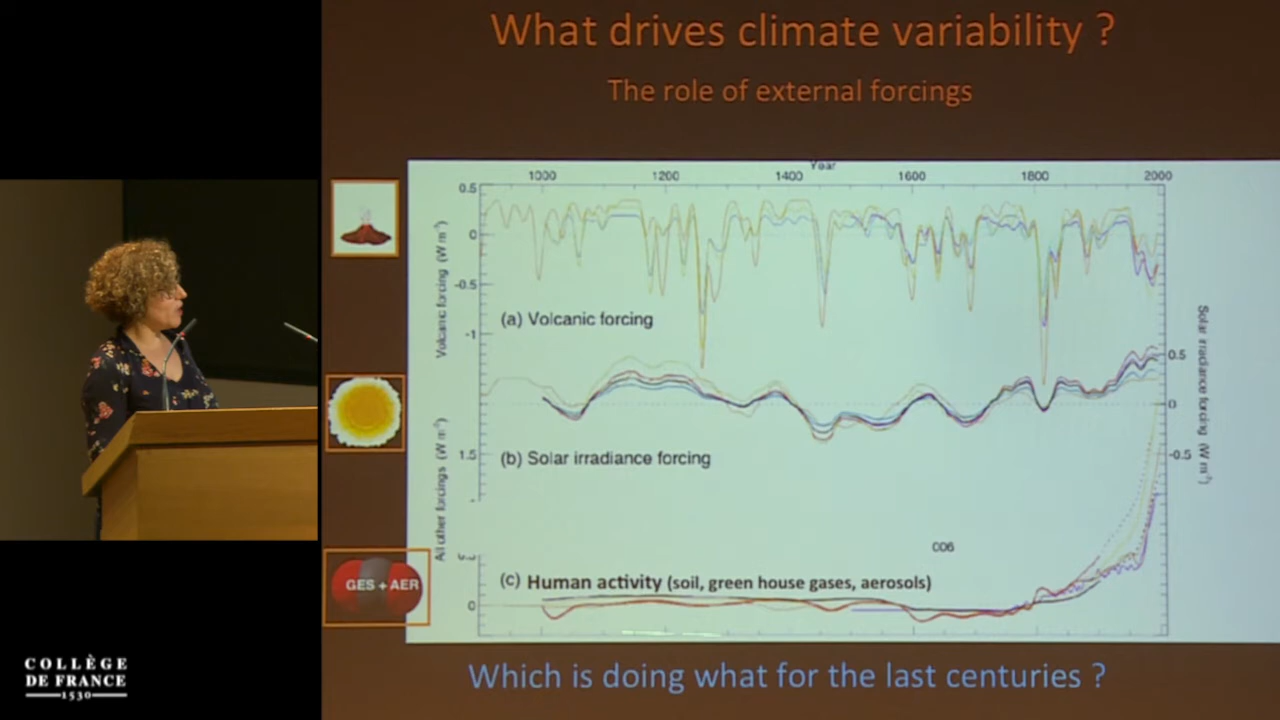 What drives climate variability ?
The role of external forcings
Year
1000 1200 1400 1600 1800 2000
0.5
0
-0.5
-1
Volcanic forcing (W m⁻²)
(a) Volcanic forcing
0.5
0
-0.5
Solar irradiance forcing (W m⁻²)
(b) Solar irradiance forcing
1.5
All other forcings (W m⁻²)
0
006
(c) Human activity (soil, green house gases, aerosols)
GES + AER
Which is doing what for the last centuries ?
COLLÈGE
DE FRANCE
1530